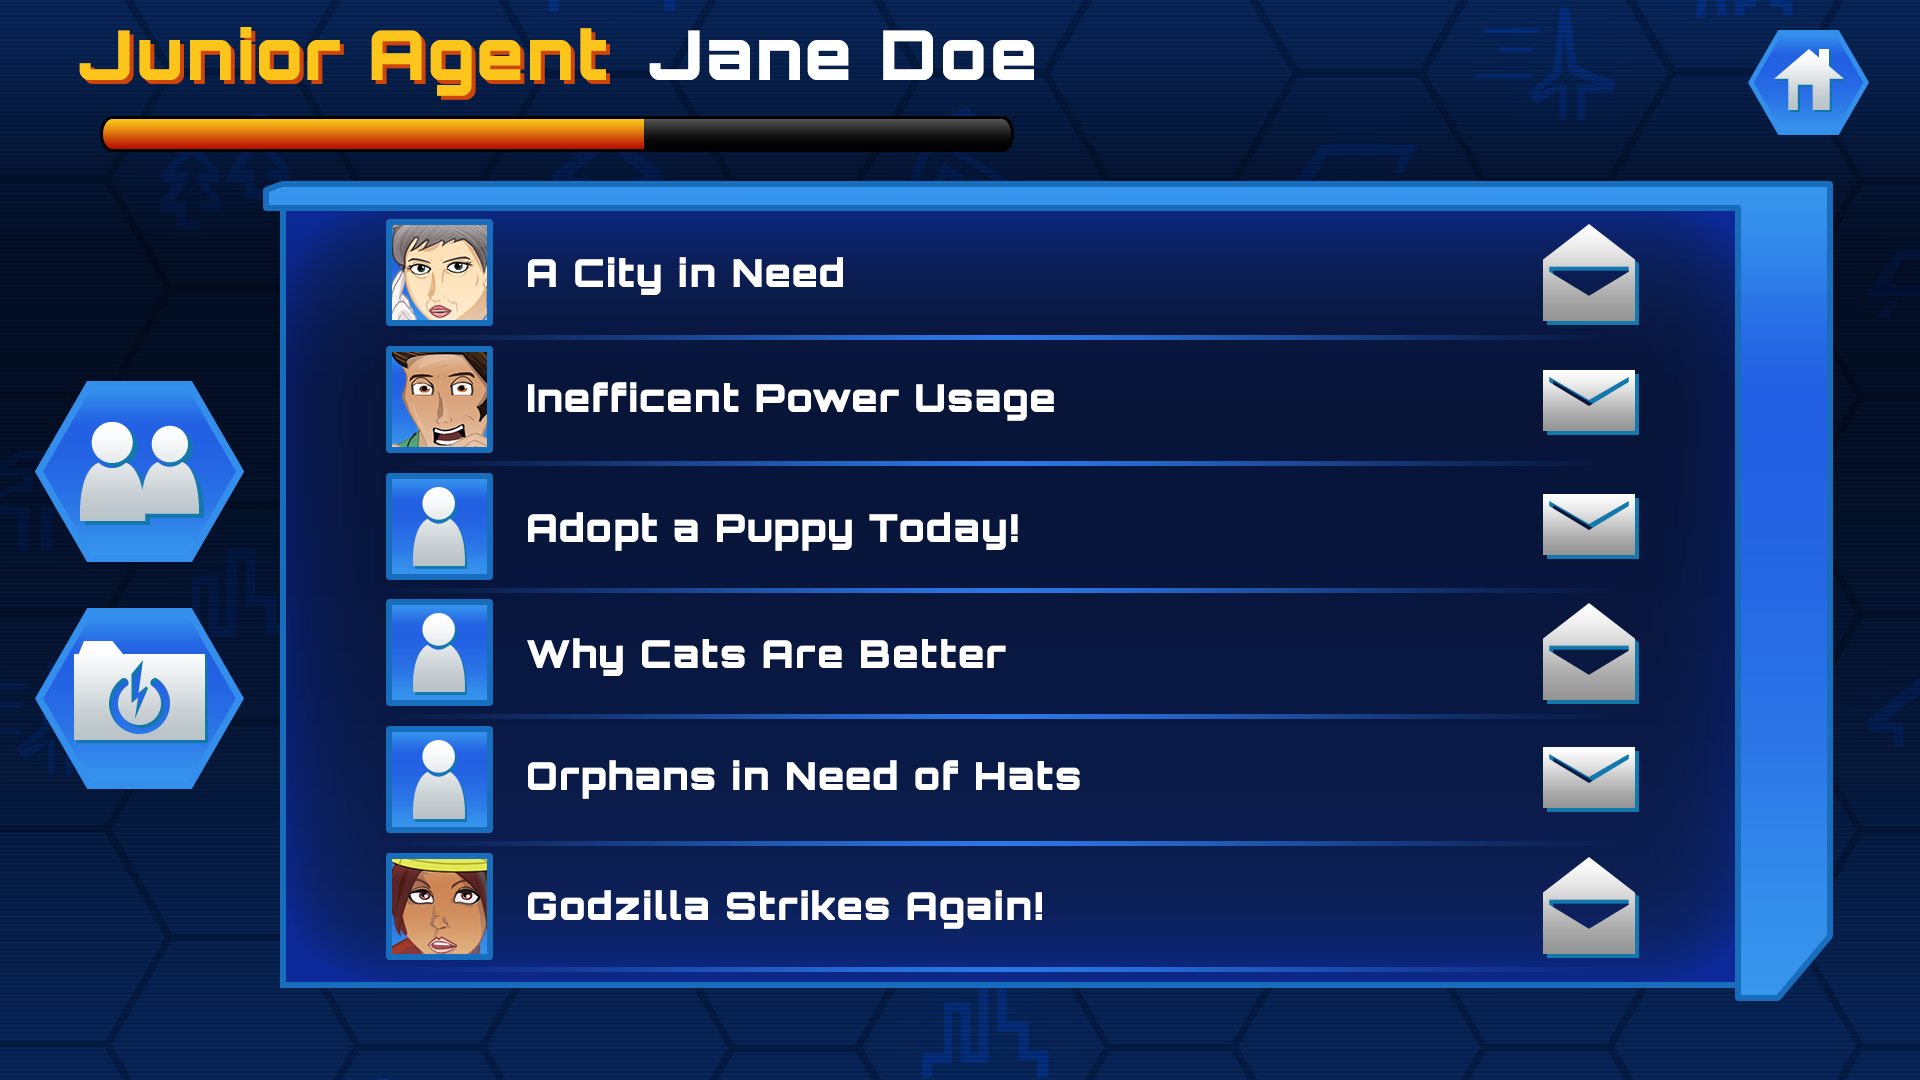 Junior Agent Jane Doe
A City in Need
Inefficent Power Usage
Adopt a Puppy Today!
Why Cats Are Better
Orphans in Need of Hats
Godzilla Strikes Again!